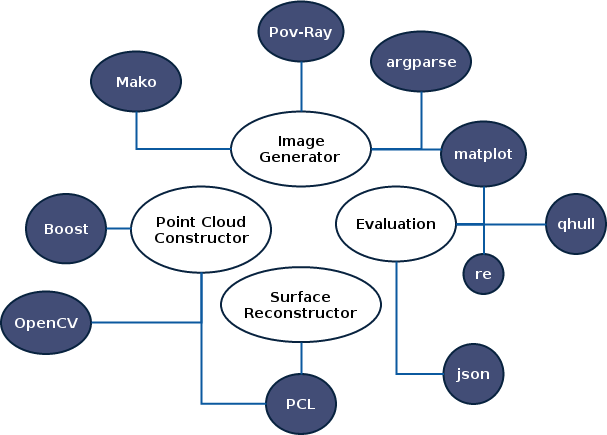 Pov-Ray
argparse
Mako
Image
Generator
matplot
Point Cloud
Constructor
Evaluation
Boost
qhull
re
Surface
Reconstructor
OpenCV
json
PCL